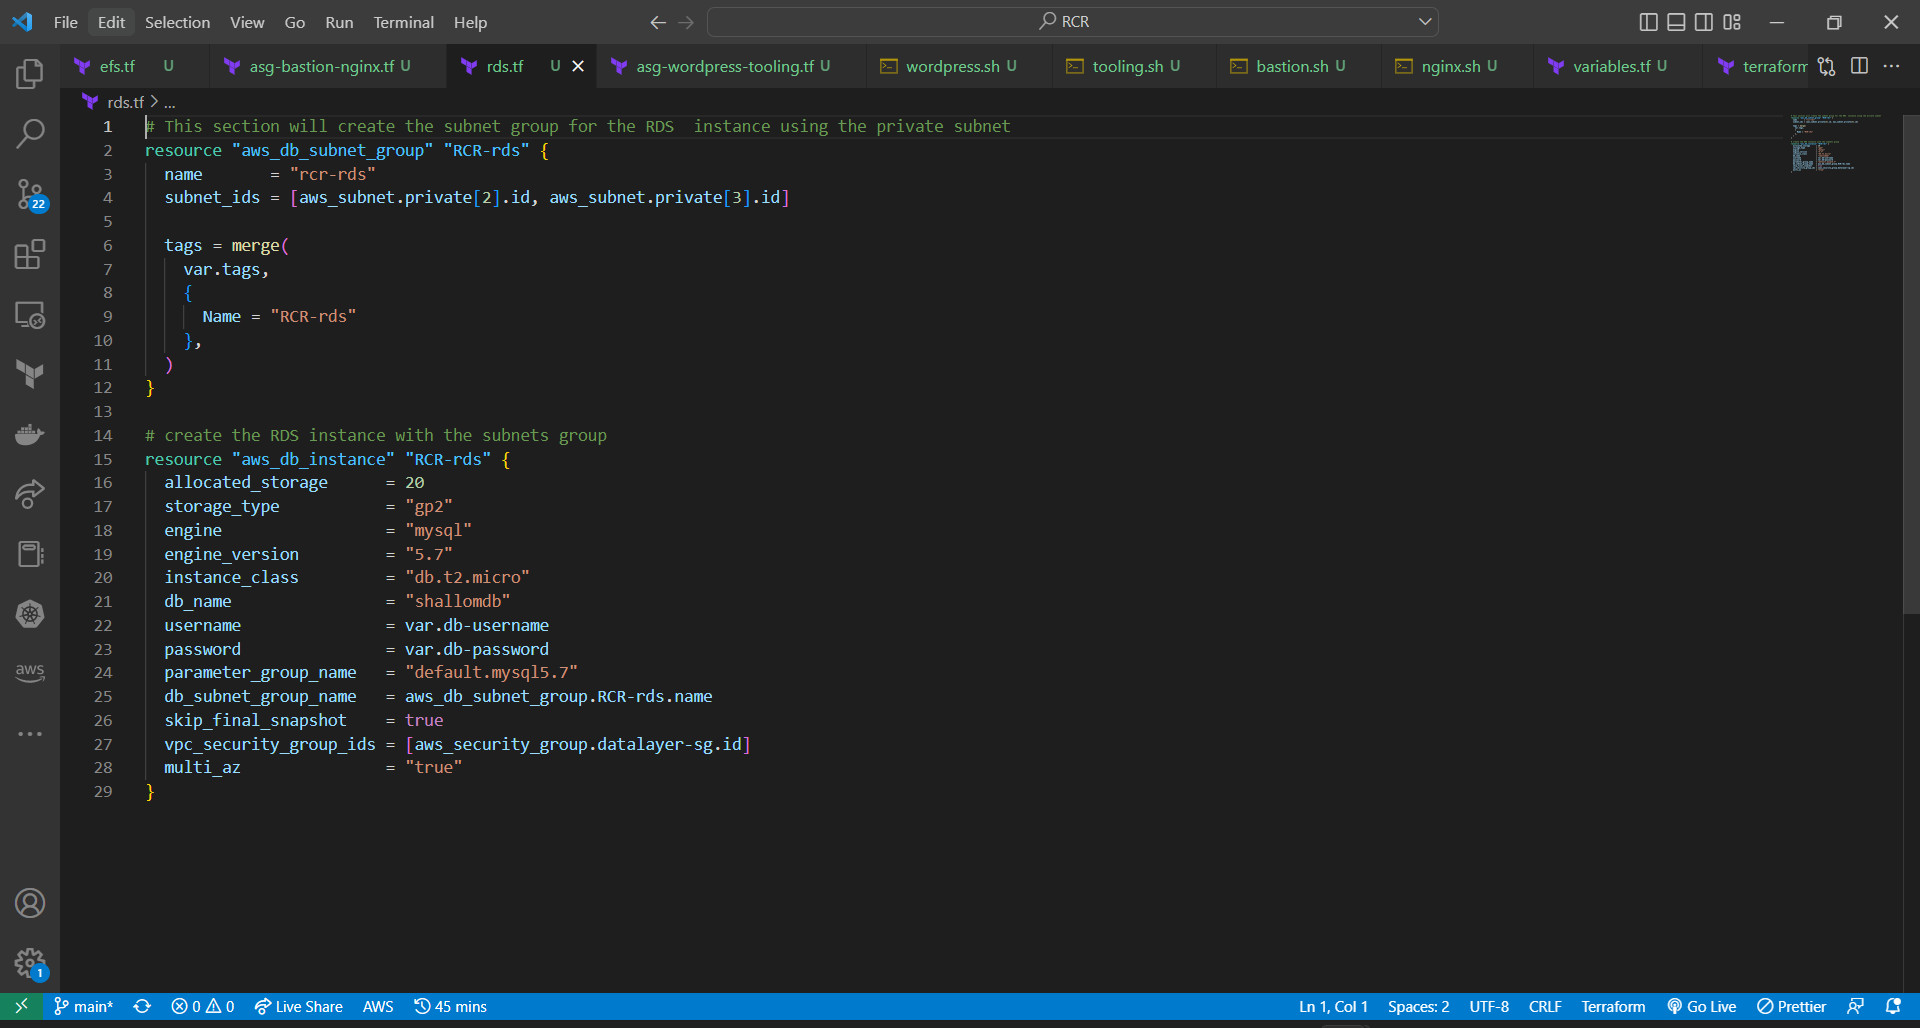 File Edit Selection View Go Run Terminal Help
RCR
efs.tf U
asg-bastion-nginx.tf U
rds.tf U
asg-wordpress-tooling.tf U
wordpress.sh U
tooling.sh U
bastion.sh U
nginx.sh U
variables.tf U
terraform
rds.tf > ...
1 # This section will create the subnet group for the RDS  instance using the private subnet
2 resource "aws_db_subnet_group" "RCR-rds" {
3   name       = "rcr-rds"
4   subnet_ids = [aws_subnet.private[2].id, aws_subnet.private[3].id]
5
6   tags = merge(
7     var.tags,
8     {
9       Name = "RCR-rds"
10     },
11   )
12 }
13
14 # create the RDS instance with the subnets group
15 resource "aws_db_instance" "RCR-rds" {
16   allocated_storage      = 20
17   storage_type           = "gp2"
18   engine                 = "mysql"
19   engine_version         = "5.7"
20   instance_class         = "db.t2.micro"
21   db_name                = "shallomdb"
22   username               = var.db-username
23   password               = var.db-password
24   parameter_group_name   = "default.mysql5.7"
25   db_subnet_group_name   = aws_db_subnet_group.RCR-rds.name
26   skip_final_snapshot    = true
27   vpc_security_group_ids = [aws_security_group.datalayer-sg.id]
28   multi_az               = "true"
29 }
22
aws
1
main* 0 0 Live Share AWS 45 mins
Ln 1, Col 1 Spaces: 2 UTF-8 CRLF Terraform Go Live Prettier